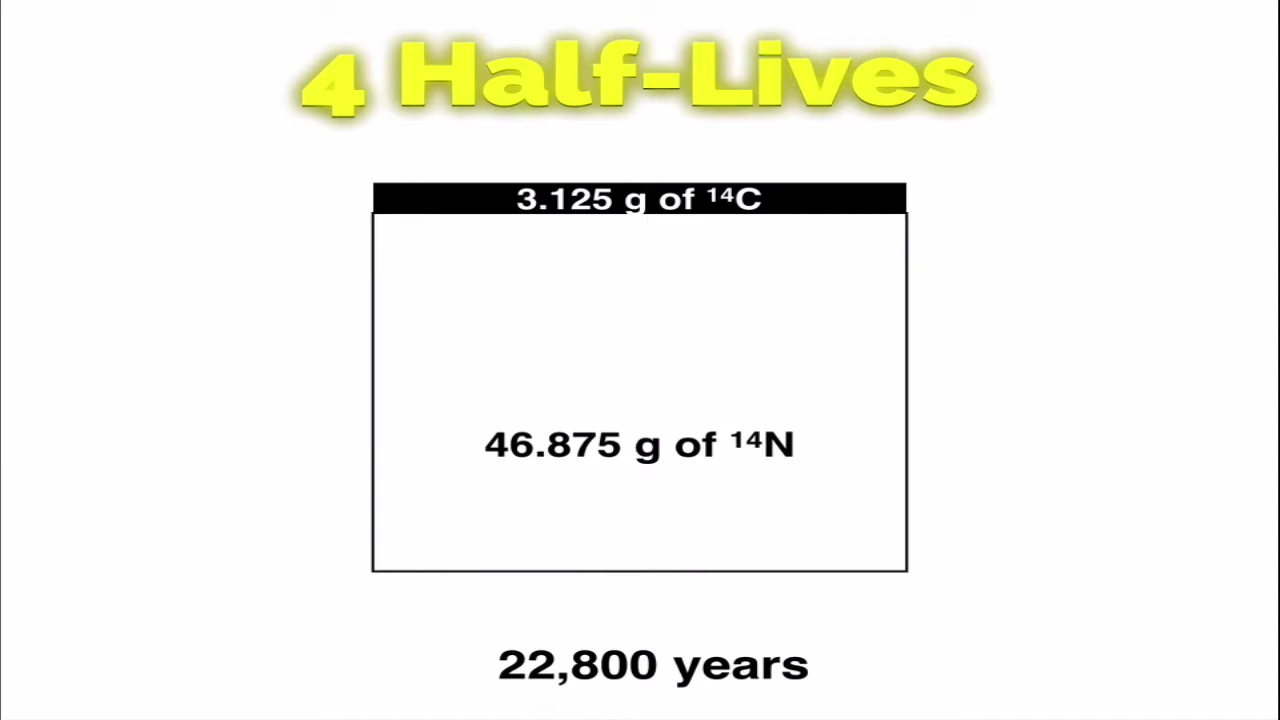 4 Half-Lives
3.125 g of ¹⁴C
46.875 g of ¹⁴N
22,800 years